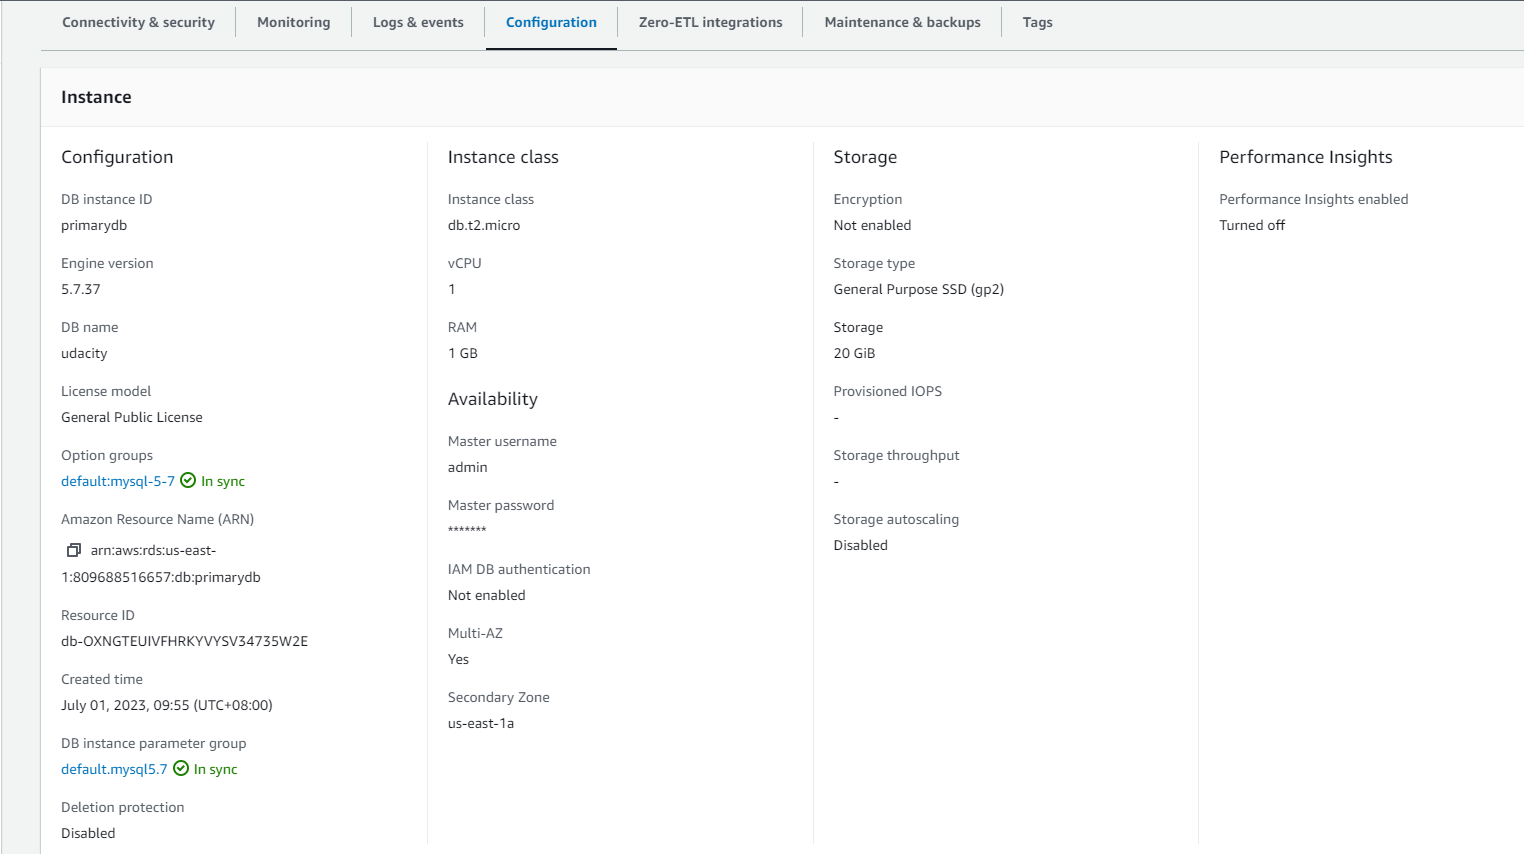 Connectivity & security
Monitoring
Logs & events
Configuration
Zero-ETL integrations
Maintenance & backups
Tags
Instance
Configuration
DB instance ID
primarydb
Engine version
5.7.37
DB name
udacity
License model
General Public License
Option groups
default:mysql-5-7 In sync
Amazon Resource Name (ARN)
arn:aws:rds:us-east-
1:809688516657:db:primarydb
Resource ID
db-OXNGTEUIVFHRKYVYSV34735W2E
Created time
July 01, 2023, 09:55 (UTC+08:00)
DB instance parameter group
default.mysql5.7 In sync
Deletion protection
Disabled
Instance class
Instance class
db.t2.micro
vCPU
1
RAM
1 GB
Availability
Master username
admin
Master password
*******
IAM DB authentication
Not enabled
Multi-AZ
Yes
Secondary Zone
us-east-1a
Storage
Encryption
Not enabled
Storage type
General Purpose SSD (gp2)
Storage
20 GiB
Provisioned IOPS
-
Storage throughput
-
Storage autoscaling
Disabled
Performance Insights
Performance Insights enabled
Turned off